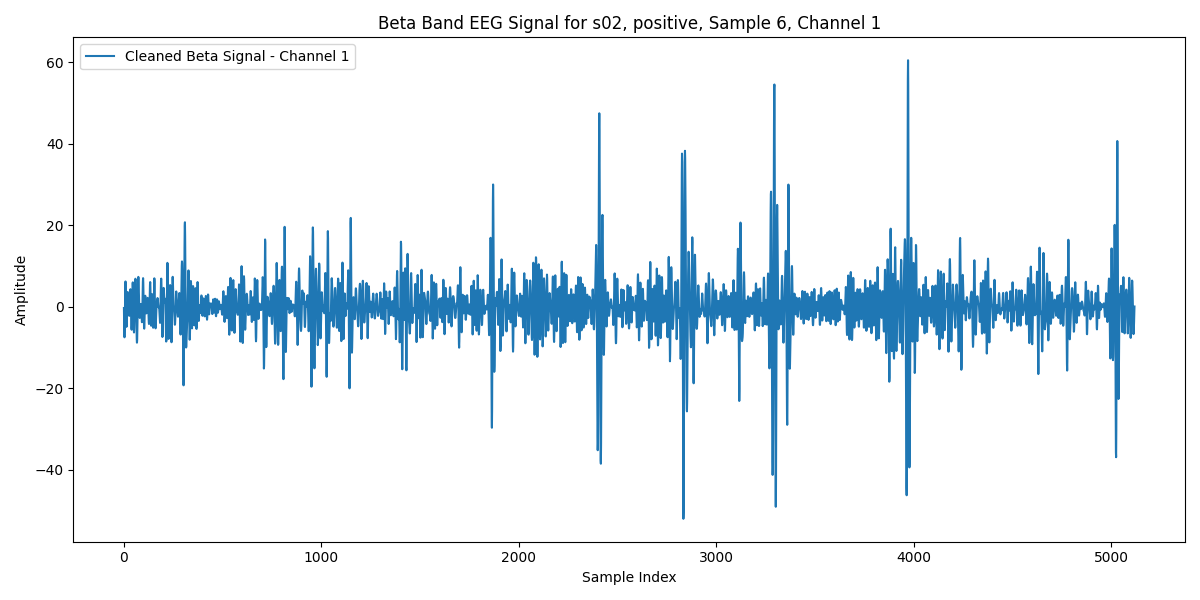 Beta Band EEG Signal for s02, positive, Sample 6, Channel 1
Cleaned Beta Signal - Channel 1
Amplitude
60
40
20
0
−20
−40
0 1000 2000 3000 4000 5000
Sample Index